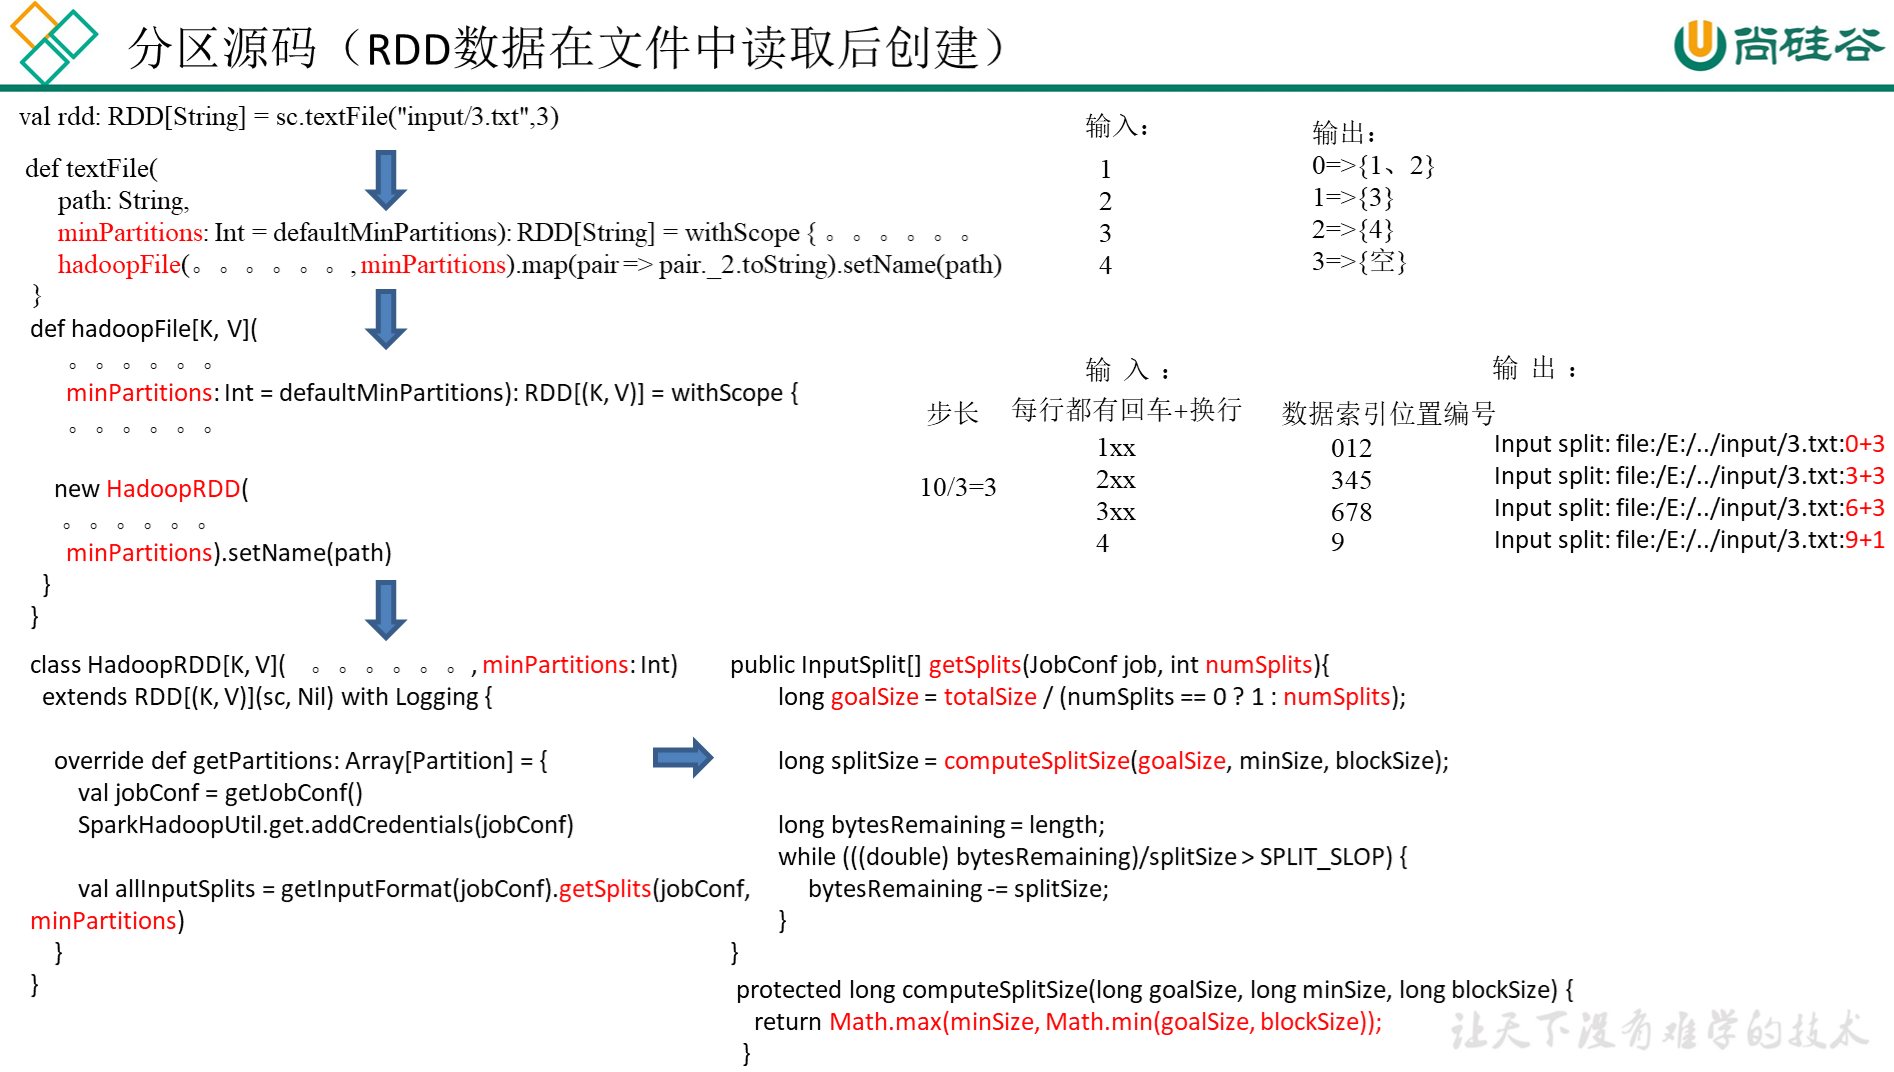 分区源码（RDD数据在文件中读取后创建）
尚硅谷
val rdd: RDD[String] = sc.textFile("input/3.txt",3)
def textFile(
path: String,
minPartitions: Int = defaultMinPartitions): RDD[String] = withScope { 。。。。。。
hadoopFile(。。。。。。, minPartitions).map(pair => pair._2.toString).setName(path)
}
def hadoopFile[K, V](
。。。。。。
minPartitions: Int = defaultMinPartitions): RDD[(K, V)] = withScope {
。。。。。。
new HadoopRDD(
。。。。。。
minPartitions).setName(path)
}
}
class HadoopRDD[K, V]( 。。。。。。, minPartitions: Int)
extends RDD[(K, V)](sc, Nil) with Logging {
override def getPartitions: Array[Partition] = {
val jobConf = getJobConf()
SparkHadoopUtil.get.addCredentials(jobConf)
val allInputSplits = getInputFormat(jobConf).getSplits(jobConf,
minPartitions)
}
}
输入：
1
2
3
4
输出：
0=>{1、2}
1=>{3}
2=>{4}
3=>{空}
步长
10/3=3
输 入 ：
每行都有回车+换行
1xx
2xx
3xx
4
数据索引位置编号
012
345
678
9
输 出 ：
Input split: file:/E:/../input/3.txt:0+3
Input split: file:/E:/../input/3.txt:3+3
Input split: file:/E:/../input/3.txt:6+3
Input split: file:/E:/../input/3.txt:9+1
public InputSplit[] getSplits(JobConf job, int numSplits){
long goalSize = totalSize / (numSplits == 0 ? 1 : numSplits);
long splitSize = computeSplitSize(goalSize, minSize, blockSize);
long bytesRemaining = length;
while (((double) bytesRemaining)/splitSize > SPLIT_SLOP) {
bytesRemaining -= splitSize;
}
}
protected long computeSplitSize(long goalSize, long minSize, long blockSize) {
return Math.max(minSize, Math.min(goalSize, blockSize));
}
让天下没有难学的技术